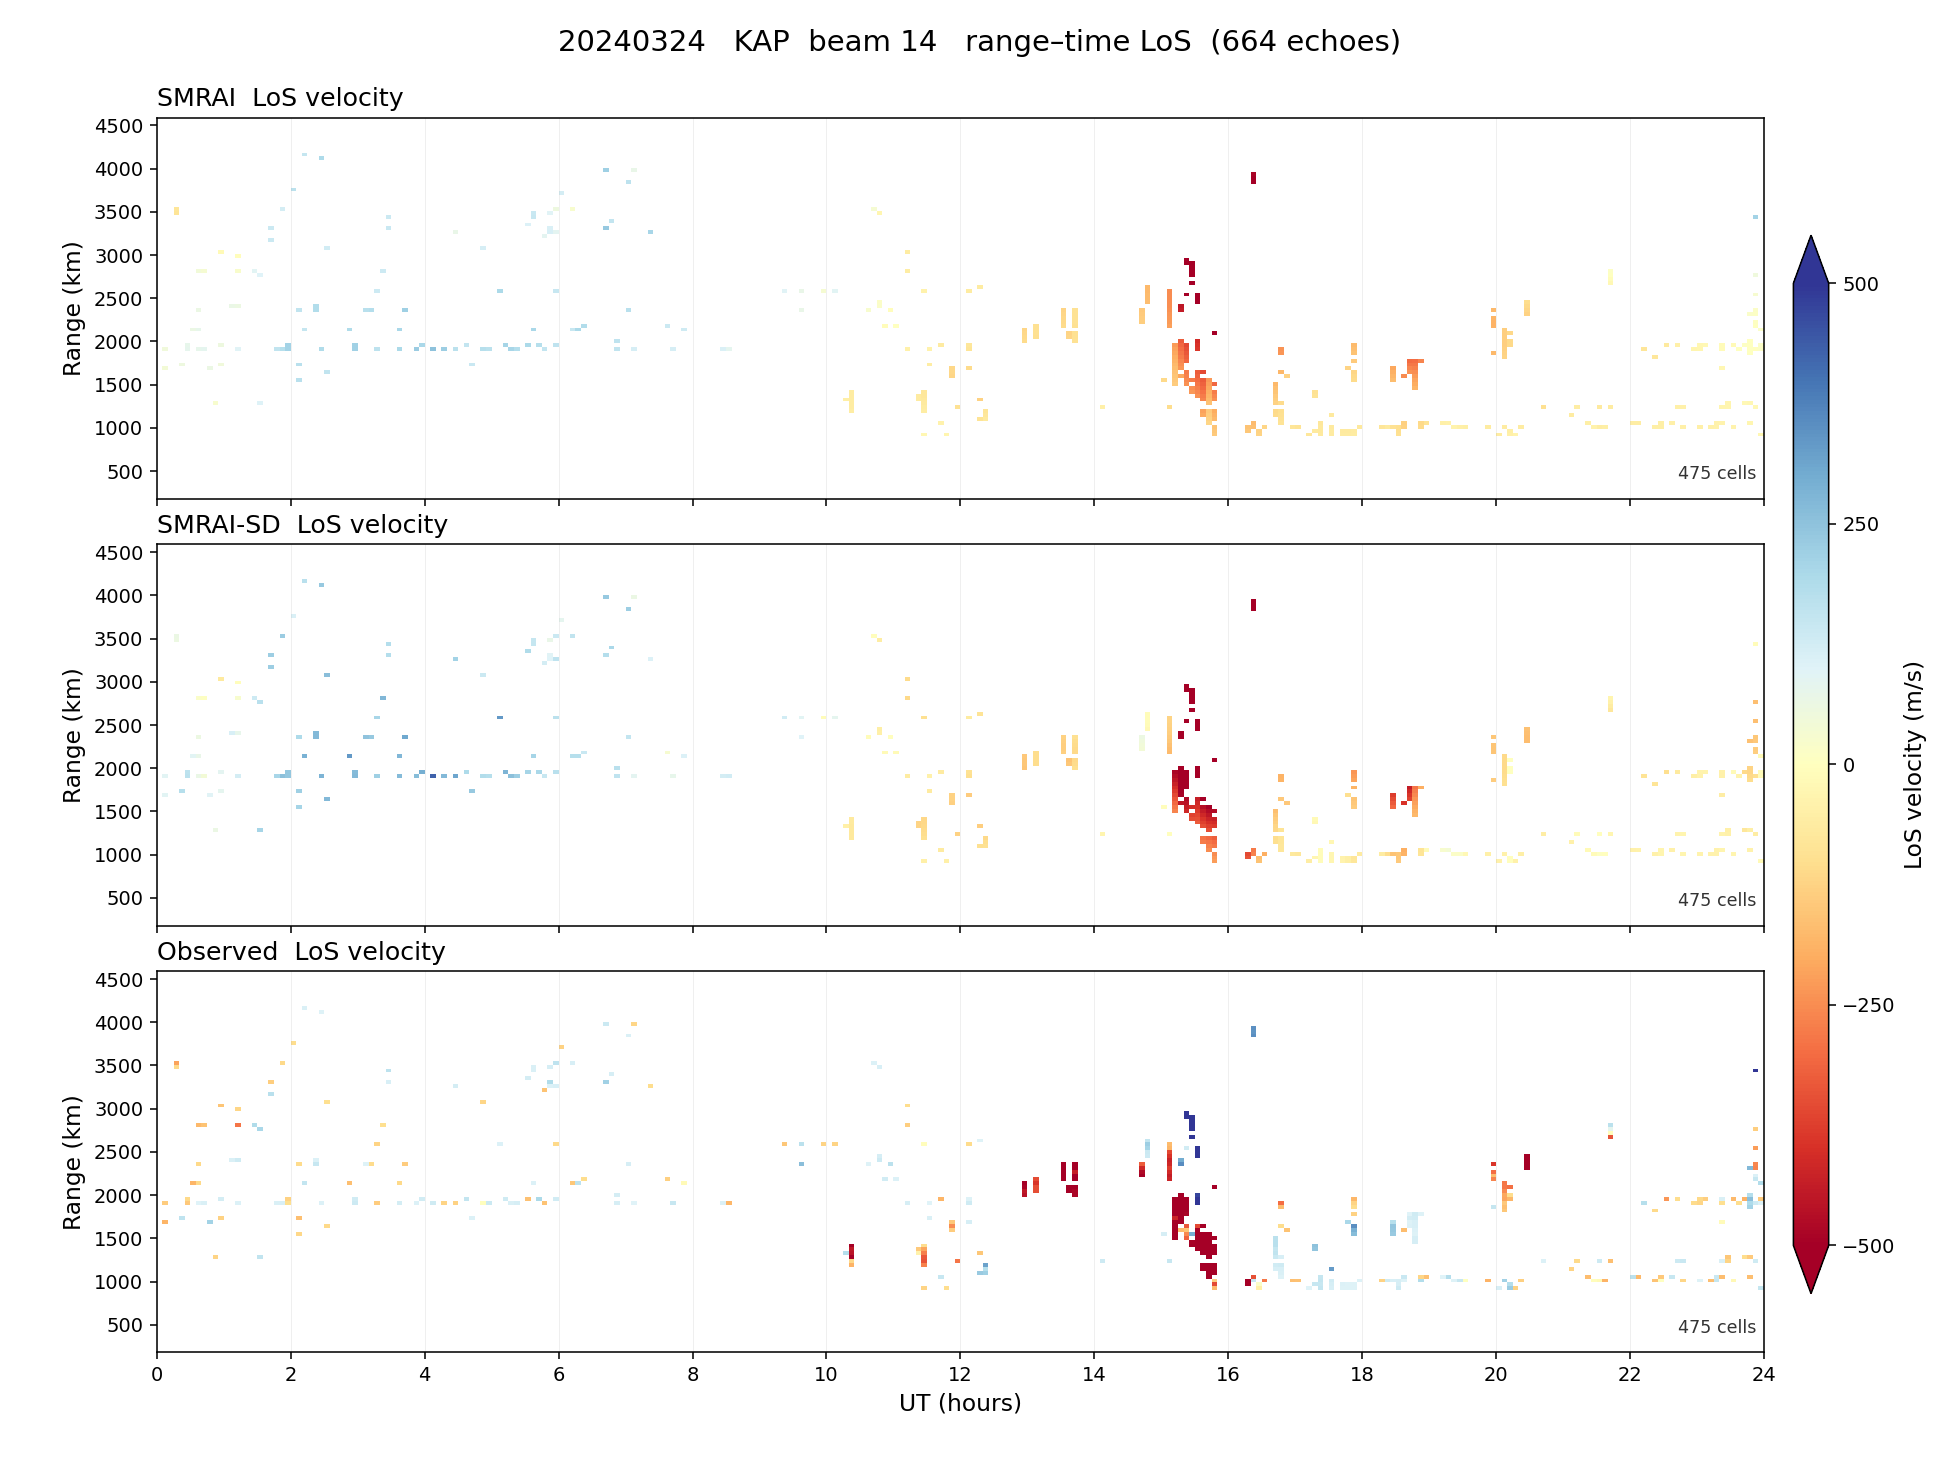 20240324   KAP  beam 14   range–time LoS  (664 echoes)
SMRAI  LoS velocity
4500
4000
3500
3000
2500
2000
1500
1000
500
Range (km)
475 cells
SMRAI-SD  LoS velocity
4500
4000
3500
3000
2500
2000
1500
1000
500
Range (km)
475 cells
Observed  LoS velocity
4500
4000
3500
3000
2500
2000
1500
1000
500
Range (km)
475 cells
0 2 4 6 8 10 12 14 16 18 20 22 24
UT (hours)
500
250
0
−250
−500
LoS velocity (m/s)